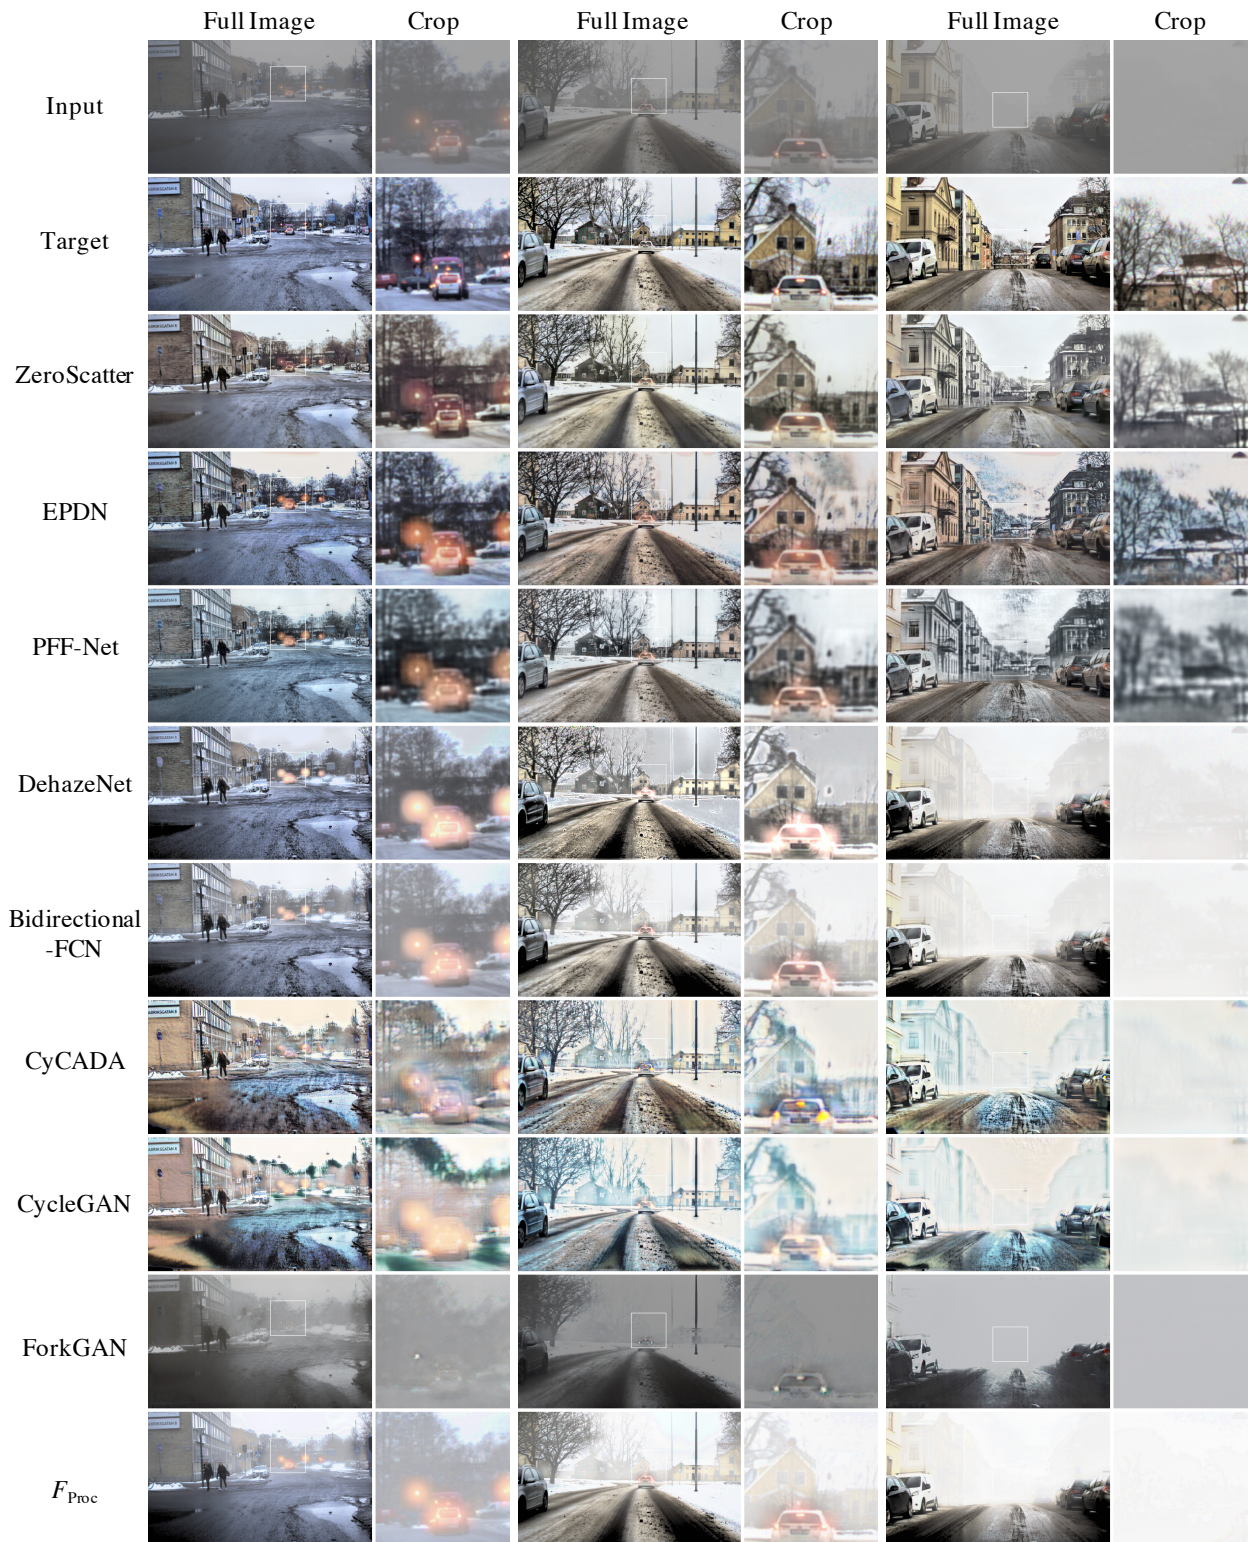 Full Image Crop Full Image Crop Full Image Crop
Input
Target
ZeroScatter
EPDN
PFF-Net
DehazeNet
Bidirectional
-FCN
CyCADA
CycleGAN
ForkGAN
F_Proc